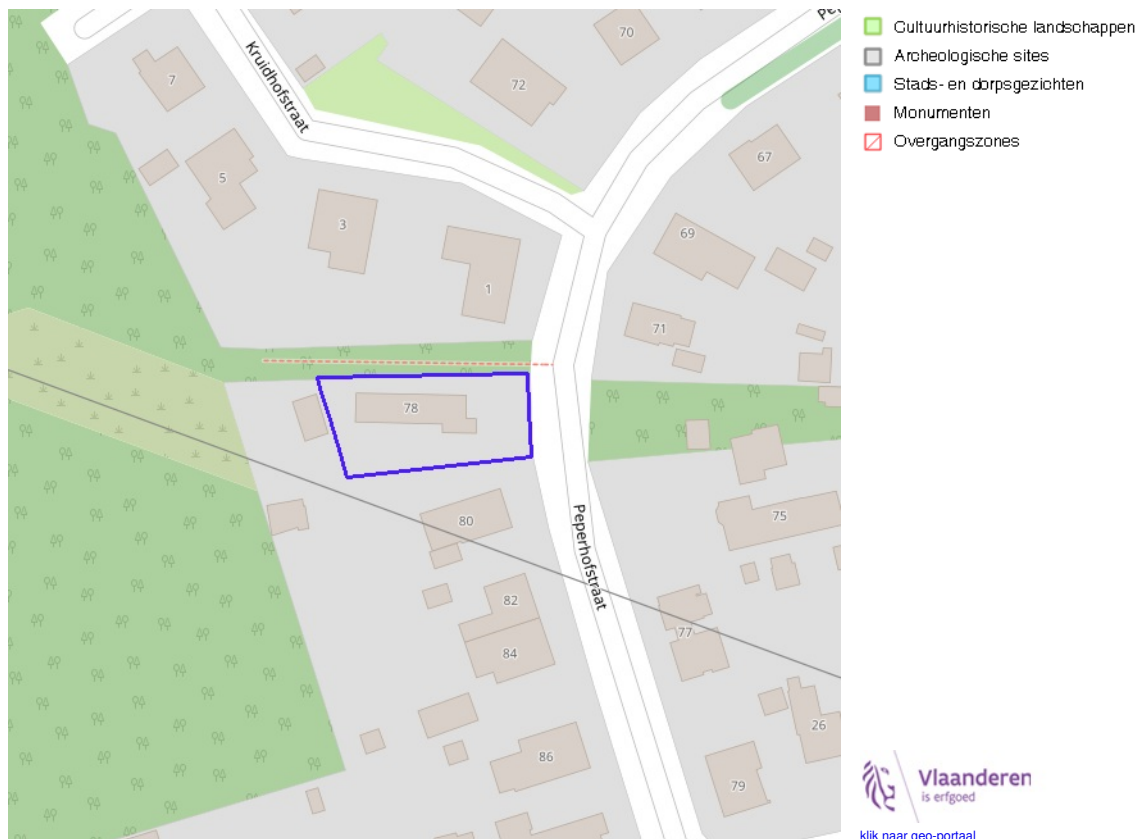 Kruidhofstraat
7
5
3
1
70
72
67
69
71
78
80
82
84
86
Peperhofstraat
75
77
26
79
Cultuurhistorische landschappen
Archeologische sites
Stads- en dorpsgezichten
Monumenten
Overgangszones
Vlaanderen
is erfgoed
klik naar geo-portaal